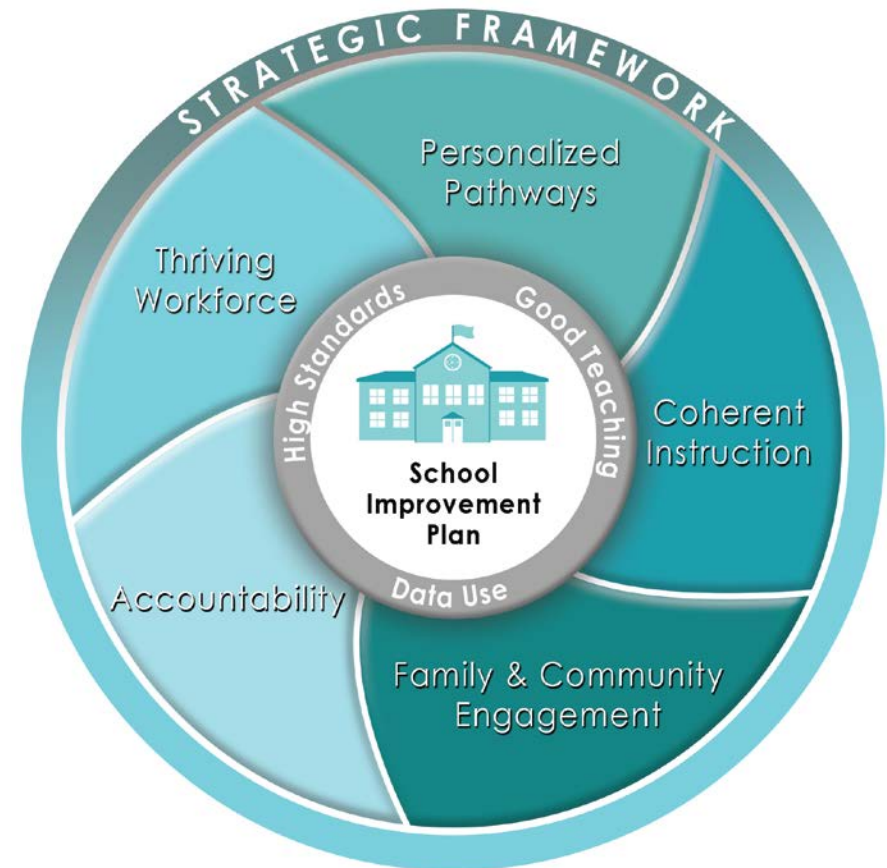 STRATEGIC FRAMEWORK
Personalized
Pathways
Thriving
Workforce
High Standards
Good Teaching
Coherent
Instruction
School
Improvement
Plan
Data Use
Accountability
Family & Community
Engagement